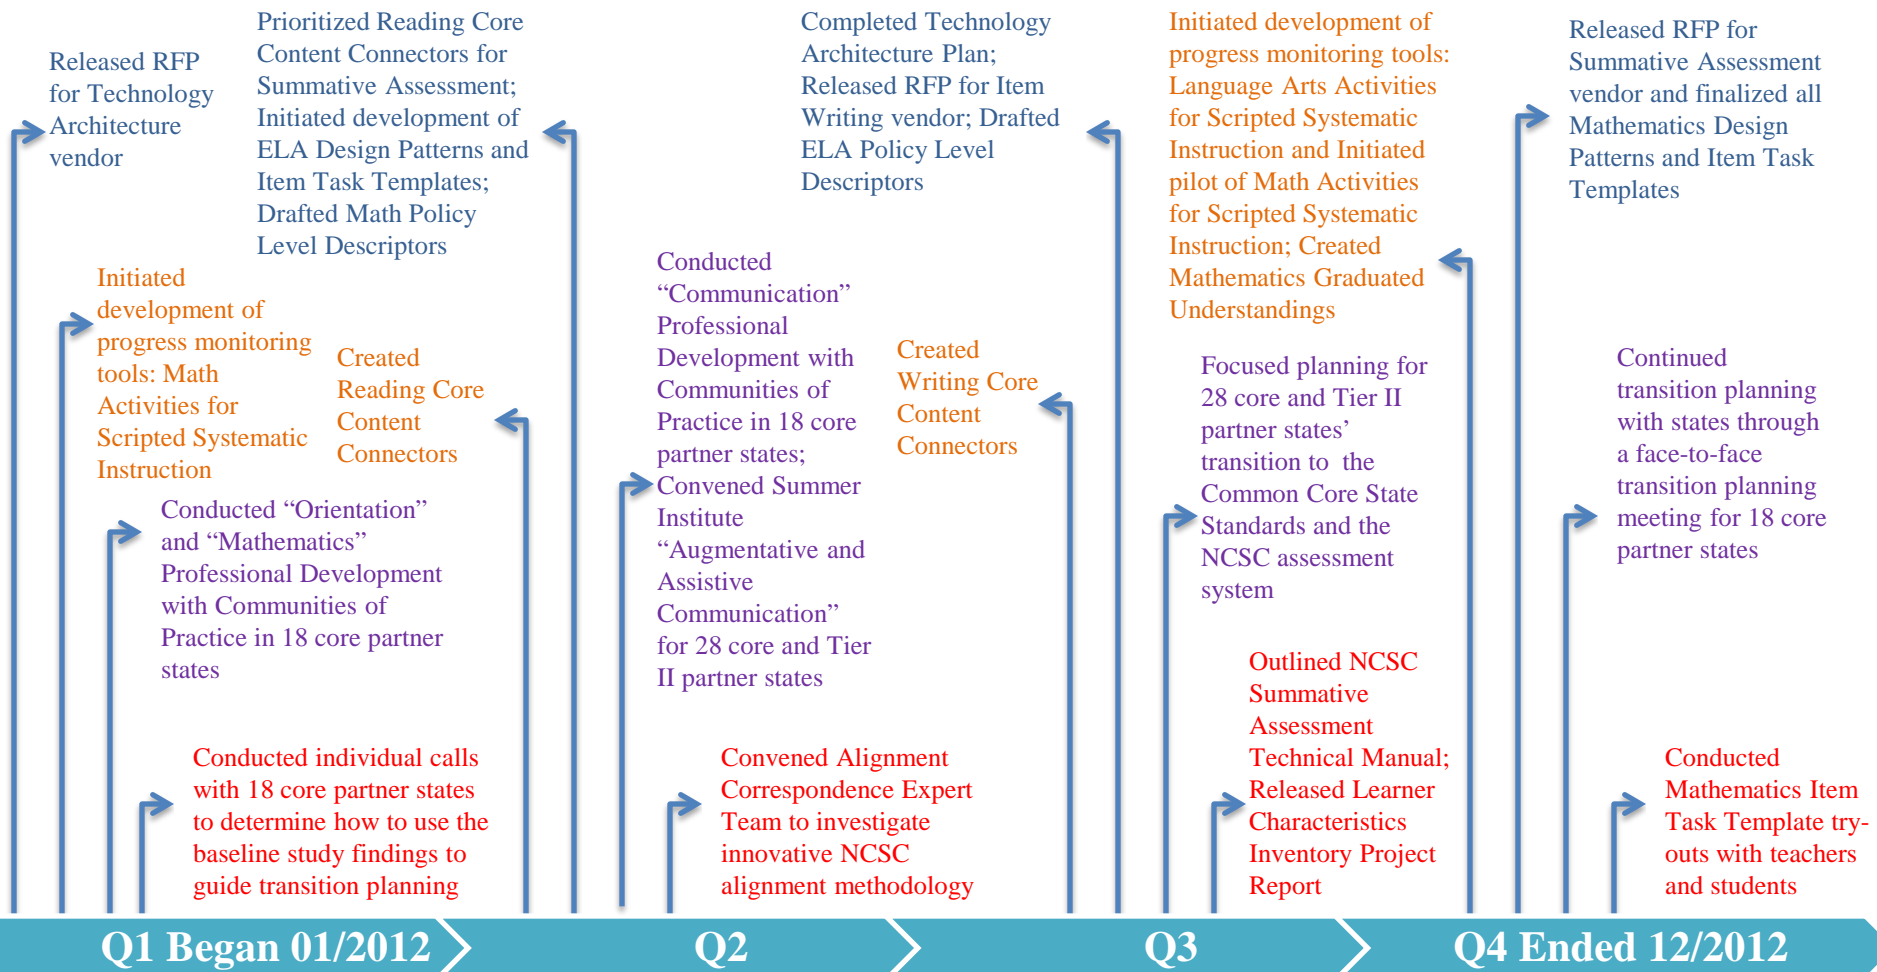 Released RFP
for Technology
Architecture
vendor
Prioritized Reading Core
Content Connectors for
Summative Assessment;
Initiated development of
ELA Design Patterns and
Item Task Templates;
Drafted Math Policy
Level Descriptors
Completed Technology
Architecture Plan;
Released RFP for Item
Writing vendor; Drafted
ELA Policy Level
Descriptors
Initiated development of
progress monitoring tools:
Language Arts Activities
for Scripted Systematic
Instruction and Initiated
pilot of Math Activities
for Scripted Systematic
Instruction; Created
Mathematics Graduated
Understandings
Released RFP for
Summative Assessment
vendor and finalized all
Mathematics Design
Patterns and Item Task
Templates
Initiated
development of
progress monitoring
tools: Math
Activities for
Scripted Systematic
Instruction
Created
Reading Core
Content
Connectors
Conducted
“Communication”
Professional
Development with
Communities of
Practice in 18 core
partner states;
Convened Summer
Institute
“Augmentative and
Assistive
Communication”
for 28 core and Tier
II partner states
Created
Writing Core
Content
Connectors
Focused planning for
28 core and Tier II
partner states’
transition to  the
Common Core State
Standards and the
NCSC assessment
system
Continued
transition planning
with states through
a face-to-face
transition planning
meeting for 18 core
partner states
Conducted “Orientation”
and “Mathematics”
Professional Development
with Communities of
Practice in 18 core partner
states
Conducted individual calls
with 18 core partner states
to determine how to use the
baseline study findings to
guide transition planning
Convened Alignment
Correspondence Expert
Team to investigate
innovative NCSC
alignment methodology
Outlined NCSC
Summative
Assessment
Technical Manual;
Released Learner
Characteristics
Inventory Project
Report
Conducted
Mathematics Item
Task Template try-
outs with teachers
and students
Q1 Began 01/2012
Q2
Q3
Q4 Ended 12/2012